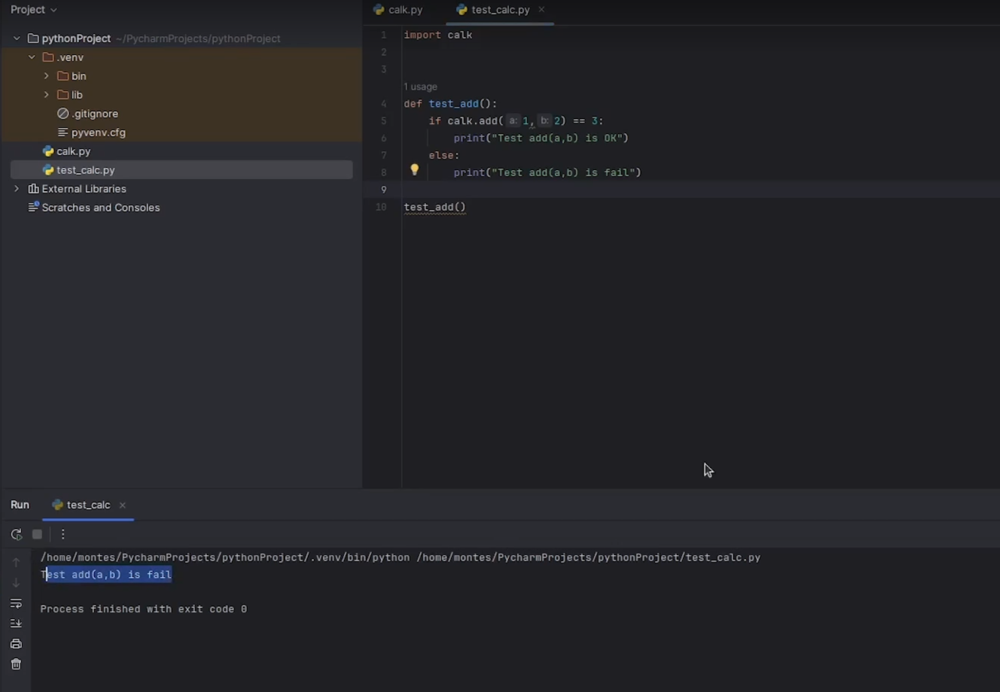 Project
pythonProject ~/PycharmProjects/pythonProject
.venv
bin
lib
.gitignore
pyvenv.cfg
calk.py
test_calc.py
External Libraries
Scratches and Consoles
calk.py test_calc.py
1 import calk
2
3
1 usage
4 def test_add():
5 if calk.add( a: 1, b: 2) == 3:
6 print("Test add(a,b) is OK")
7 else:
8 print("Test add(a,b) is fail")
9
10 test_add()
Run test_calc
/home/montes/PycharmProjects/pythonProject/.venv/bin/python /home/montes/PycharmProjects/pythonProject/test_calc.py
Test add(a,b) is fail
Process finished with exit code 0